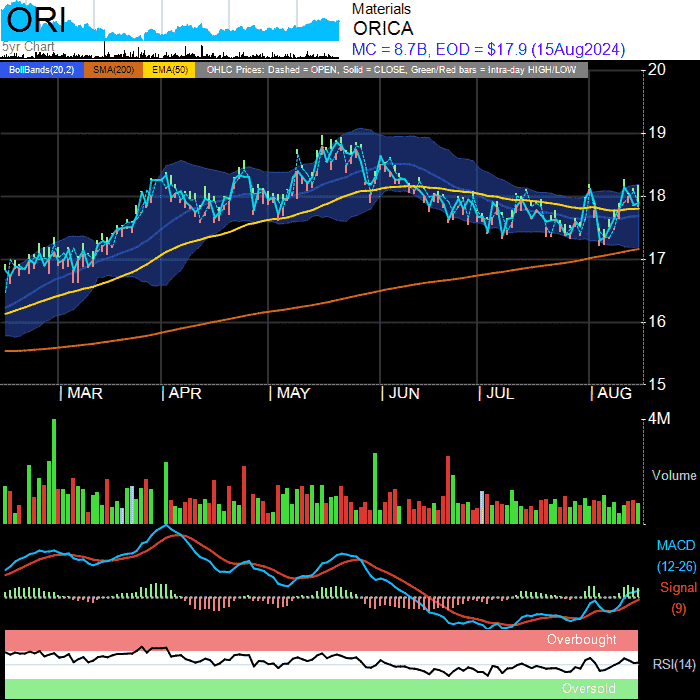 ORI
5yr Chart
Materials
ORICA
MC = 8.7B, EOD = $17.9 (15Aug2024)
BollBands(20,2) SMA(200) EMA(50) OHLC Prices: Dashed = OPEN, Solid = CLOSE, Green/Red bars = Intra-day HIGH/LOW
20
19
18
17
16
15
| MAR | APR | MAY | JUN | JUL | AUG
4M
Volume
MACD
(12-26)
Signal
(9)
Overbought
RSI(14)
Oversold